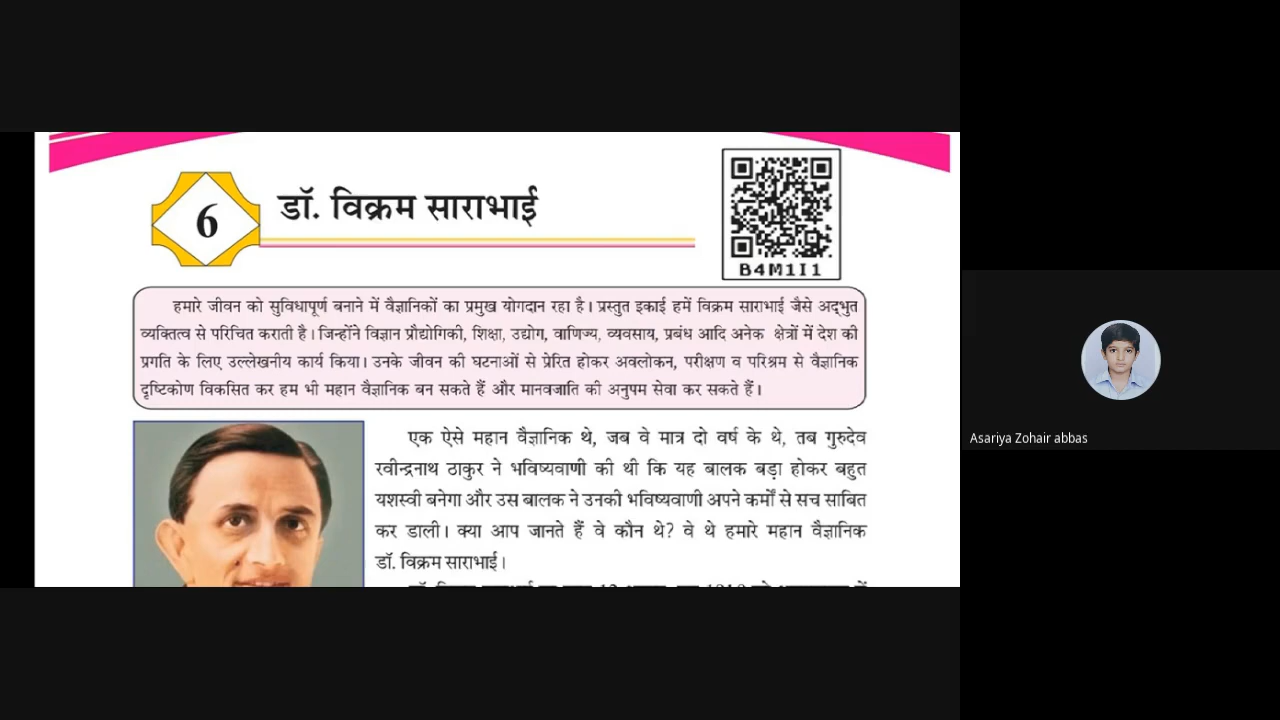 6
डॉ. विक्रम साराभाई
B4M1I1
हमारे जीवन को सुविधापूर्ण बनाने में वैज्ञानिकों का प्रमुख योगदान रहा है। प्रस्तुत इकाई हमें विक्रम साराभाई जैसे अद्‌भुत
व्यक्तित्व से परिचित कराती है। जिन्होंने विज्ञान प्रौद्योगिकी, शिक्षा, उद्योग, वाणिज्य, व्यवसाय, प्रबंध आदि अनेक क्षेत्रों में देश की
प्रगति के लिए उल्लेखनीय कार्य किया। उनके जीवन की घटनाओं से प्रेरित होकर अवलोकन, परीक्षण व परिश्रम से वैज्ञानिक
दृष्टिकोण विकसित कर हम भी महान वैज्ञानिक बन सकते हैं और मानवजाति की अनुपम सेवा कर सकते हैं।
एक ऐसे महान वैज्ञानिक थे, जब वे मात्र दो वर्ष के थे, तब गुरुदेव
रवीन्द्रनाथ ठाकुर ने भविष्यवाणी की थी कि यह बालक बड़ा होकर बहुत
यशस्वी बनेगा और उस बालक ने उनकी भविष्यवाणी अपने कर्मों से सच साबित
कर डाली। क्या आप जानते हैं वे कौन थे? वे थे हमारे महान वैज्ञानिक
डॉ. विक्रम साराभाई।
Asariya Zohair abbas